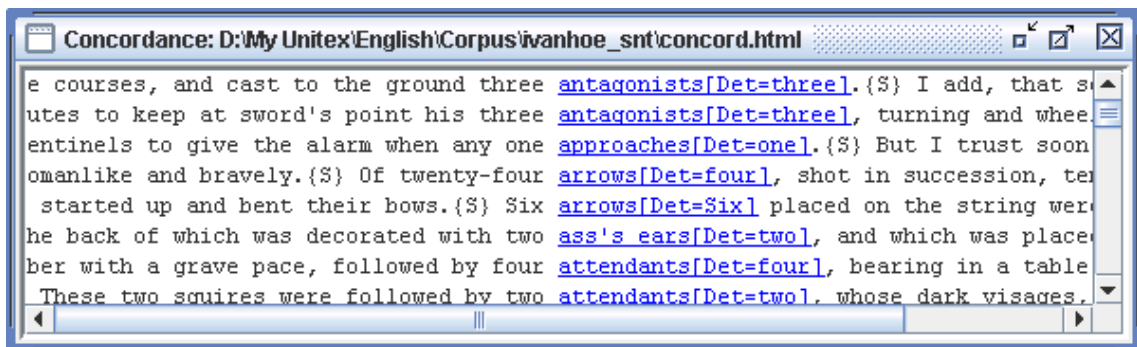 Concordance: D:\My Unitex\English\Corpus\ivanhoe_snt\concord.html
e courses, and cast to the ground three antagonists[Det=three].{S} I add, that s
utes to keep at sword's point his three antagonists[Det=three], turning and whee
entinels to give the alarm when any one approaches[Det=one].{S} But I trust soon
omanlike and bravely.{S} Of twenty-four arrows[Det=four], shot in succession, te
started up and bent their bows.{S} Six arrows[Det=Six] placed on the string wer
he back of which was decorated with two ass's ears[Det=two], and which was place
ber with a grave pace, followed by four attendants[Det=four], bearing in a table
These two squires were followed by two attendants[Det=two], whose dark visages,